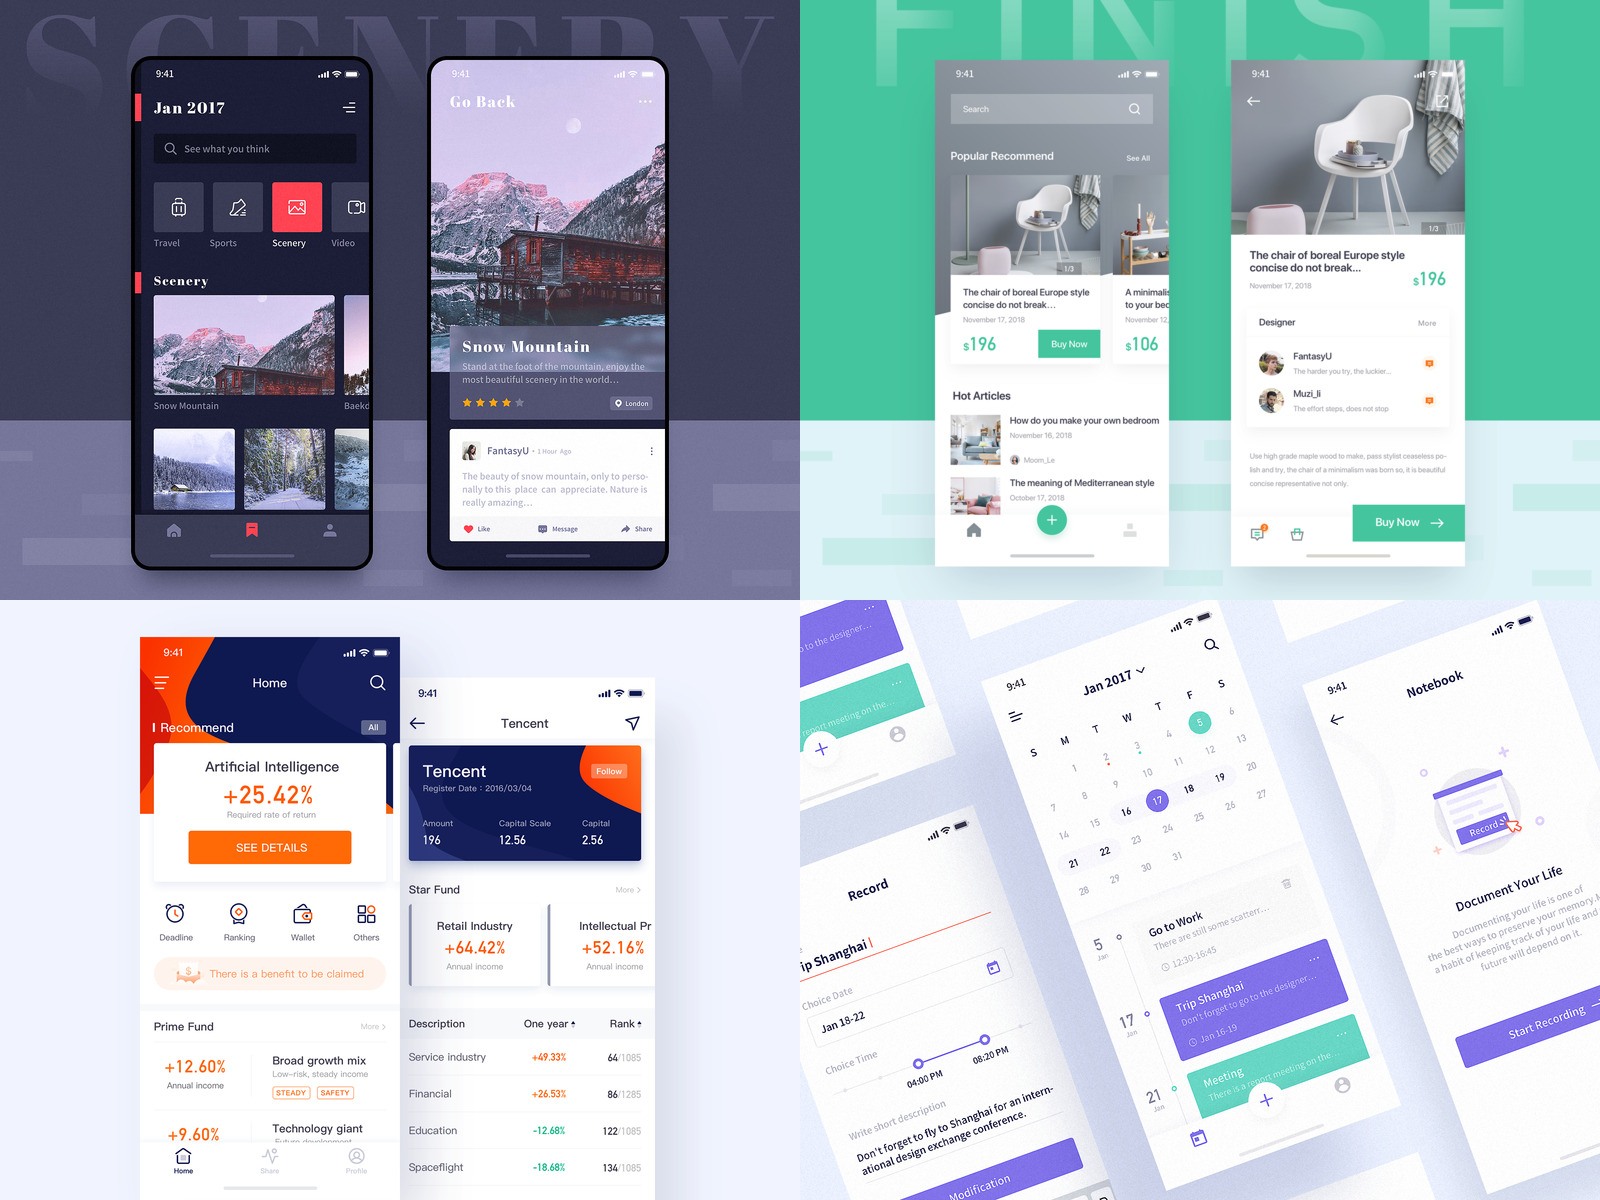 SCENERY
9:41
Jan 2017
See what you think
Travel
Sports
Scenery
Video
Scenery
Snow Mountain
Baekd
9:41
Go Back
Snow Mountain
Stand at the foot of the mountain, enjoy the
most beautiful scenery in the world...
London
FantasyU • 1 Hour Ago
The beauty of snow mountain, only to perso-
nally to this place can appreciate. Nature is
really amazing...
Like
Message
Share
FINISH
9:41
Search
Popular Recommend
See All
1/3
The chair of boreal Europe style
concise do not break...
November 17, 2018
$196
Buy Now
A minimalis
to your bed
November 12,
$106
Hot Articles
How do you make your own bedroom
November 16, 2018
Moom_Le
The meaning of Mediterranean style
October 17, 2018
9:41
1/3
The chair of boreal Europe style
concise do not break...
November 17, 2018
$196
Designer
More
FantasyU
The harder you try, the luckier...
Muzi_li
The effort steps, does not stop
Use high grade maple wood to make, pass stylist ceaseless po-
lish and try, the chair of a minimalism was born so, it is beautiful
concise representative not only.
2
Buy Now
9:41
Home
Recommend
All
Artificial Intelligence
+25.42%
Required rate of return
SEE DETAILS
Deadline
Ranking
Wallet
Others
There is a benefit to be claimed
Prime Fund
More
+12.60%
Annual income
Broad growth mix
Low-risk, steady income
STEADY
SAFETY
+9.60%
Technology giant
Future development
Home
Share
Profile
9:41
Tencent
Tencent
Follow
Register Date : 2016/03/04
Amount
Capital Scale
Capital
196
12.56
2.56
Star Fund
More
Retail Industry
+64.42%
Annual income
Intellectual Pr
+52.16%
Annual income
Description
One year
Rank
Service industry
+49.33%
64/1085
Financial
+26.53%
86/1285
Education
-12.68%
122/1085
Spaceflight
-18.68%
134/1085
to the designer...
report meeting on the...
Record
ip Shanghai
Choice Date
Jan 18-22
Choice Time
04:00 PM
08:20 PM
Write short description
Don't forget to fly to Shanghai for an intern-
ational design exchange conference.
Modification
9:41
Jan 2017
S M T W T F S
1 2 3 4 5 6
7 8 9 10 11 12 13
14 15 16 17 18 19 20
21 22 23 24 25 26 27
28 29 30 31
5
Jan
Go to Work
There are still some scatterr...
12:30-16:45
17
Jan
Trip Shanghai
Don't forget to go to the designer...
Jan 16-19
21
Jan
Meeting
There is a report meeting on the...
9:41
Notebook
Record
Document Your Life
Documenting your life is one of
the best ways to preserve your memory.M
a habit of keeping track of your life and
future will depend on it.
Start Recording